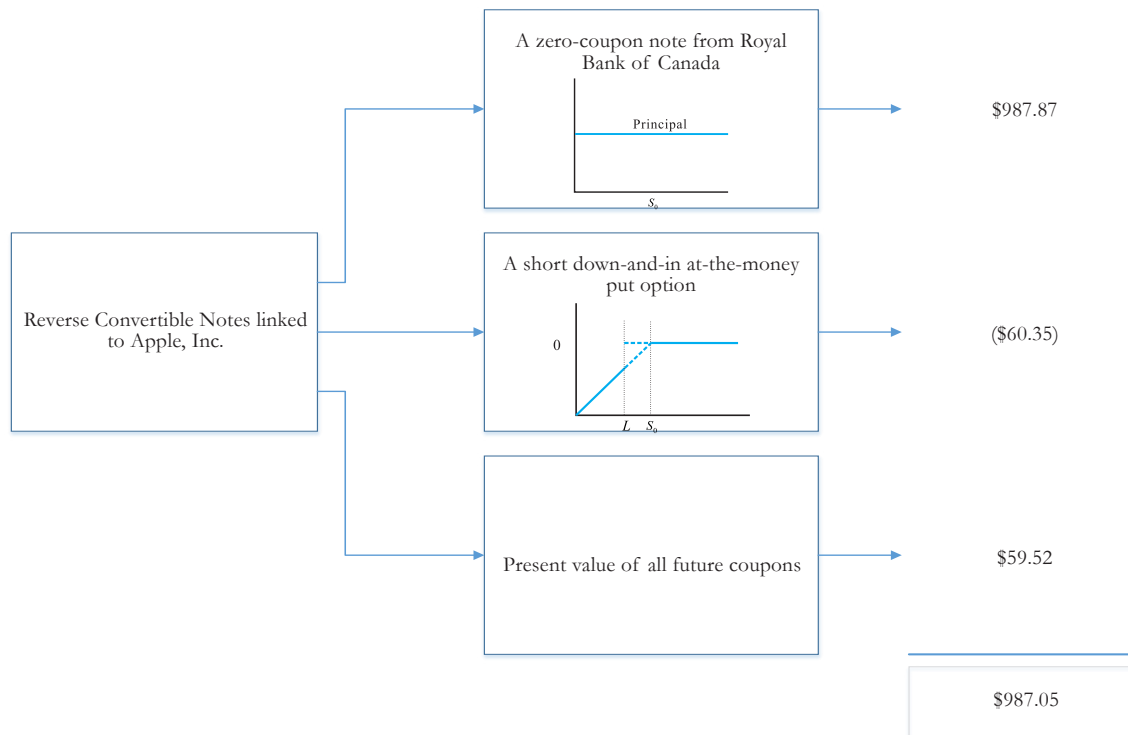 A zero-coupon note from Royal
Bank of Canada
Principal
S₀
$987.87
Reverse Convertible Notes linked
to Apple, Inc.
A short down-and-in at-the-money
put option
0
L S₀
($60.35)
Present value of all future coupons
$59.52
$987.05